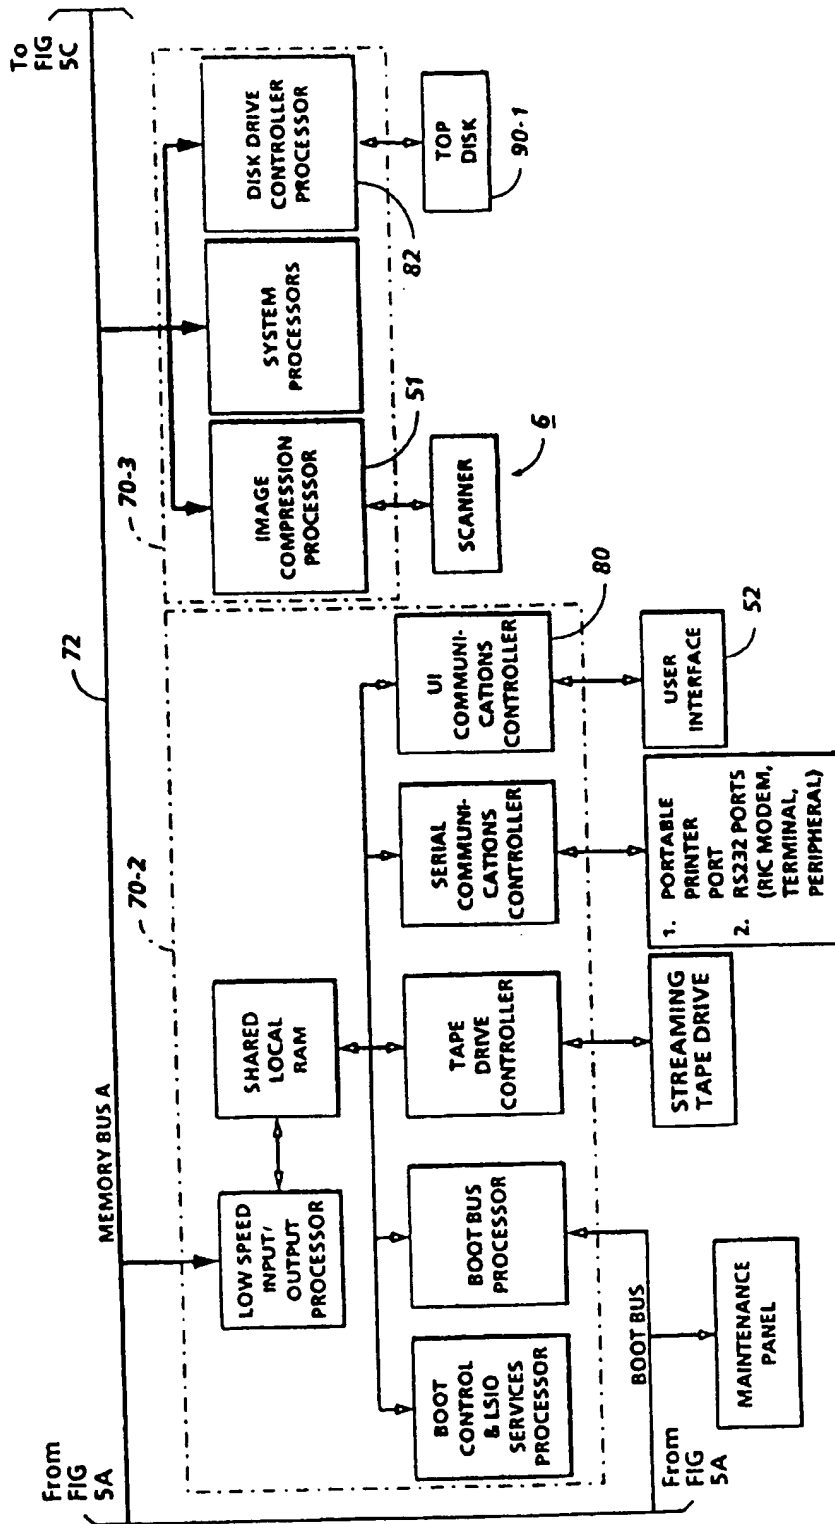 From
FIG
5A
MEMORY BUS A
72
To
FIG
5C
70-2
70-3
LOW SPEED
INPUT/
OUTPUT
PROCESSOR
SHARED
LOCAL
RAM
IMAGE
COMPRESSION
PROCESSOR
SYSTEM
PROCESSORS
DISK DRIVE
CONTROLLER
PROCESSOR
51
82
BOOT
CONTROL
& LSIO
SERVICES
PROCESSOR
BOOT BUS
PROCESSOR
TAPE
DRIVE
CONTROLLER
SERIAL
COMMUNI-
CATIONS
CONTROLLER
UI
COMMUNI-
CATIONS
CONTROLLER
80
SCANNER
6
TOP
DISK
90-1
BOOT BUS
From
FIG
5A
MAINTENANCE
PANEL
STREAMING
TAPE DRIVE
1. PORTABLE
PRINTER
PORT
2. RS232 PORTS
(RIC MODEM,
TERMINAL,
PERIPHERAL)
USER
INTERFACE
52